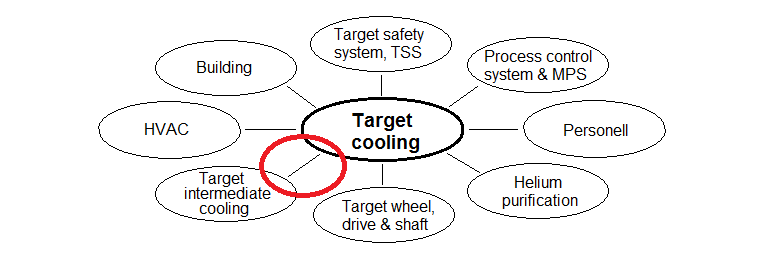 Target safety
system, TSS
Process control
system & MPS
Building
Target
cooling
HVAC
Personell
Target
intermediate
cooling
Helium
purification
Target wheel,
drive & shaft